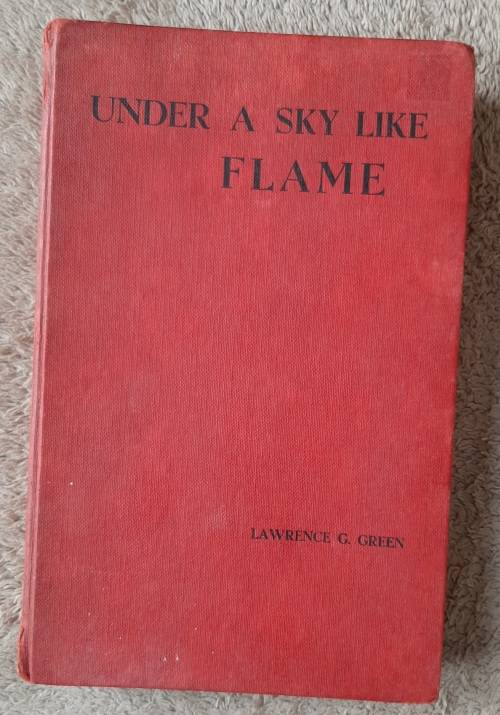 UNDER A SKY LIKE
FLAME
LAWRENCE G. GREEN